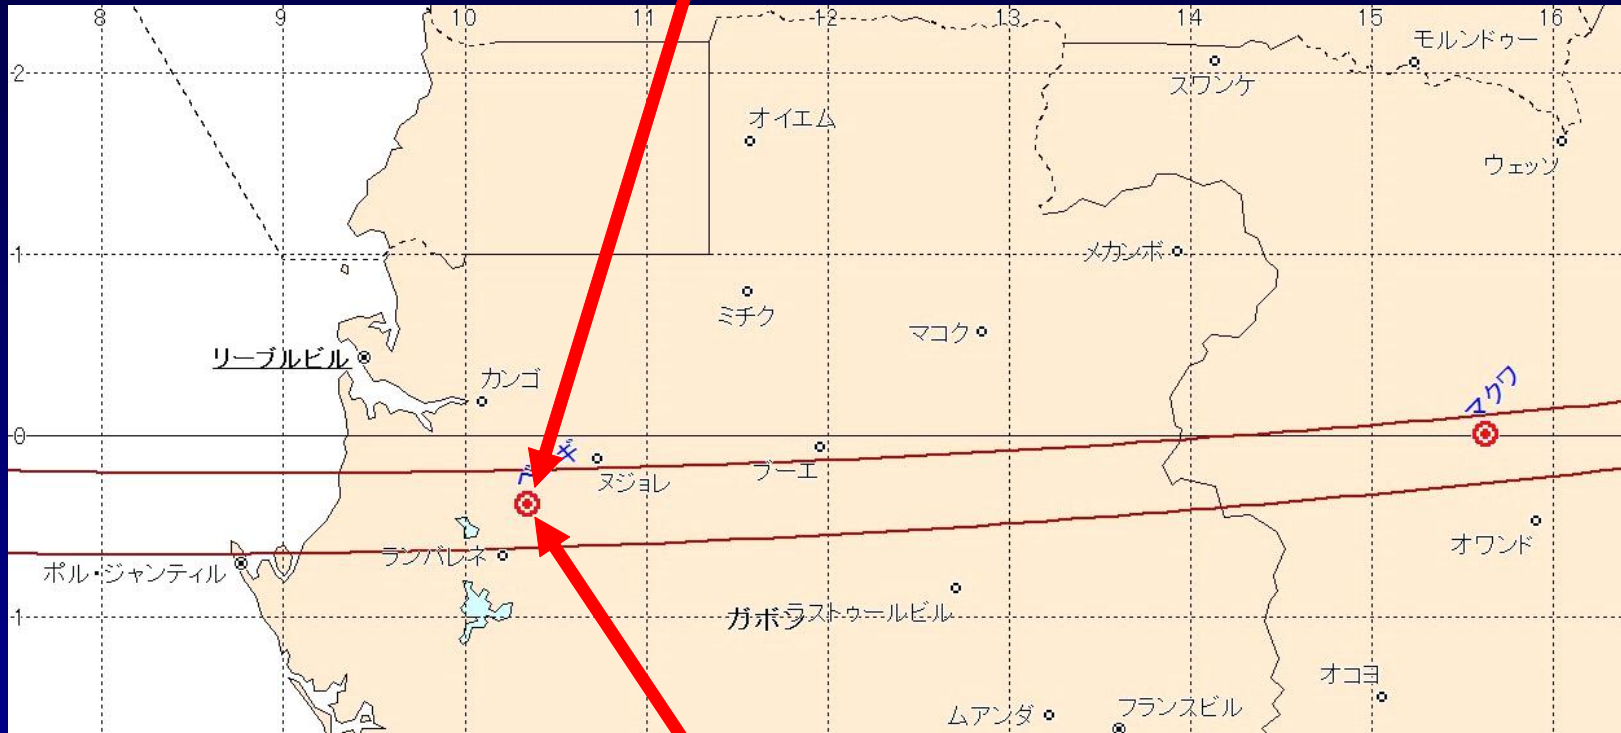 8 9 10 11 12 13 14 15 16
モルンドゥー
2
スワンケ
オイエム
ウェッソ
1
メカンボ
ミチク
マコク
リーブルビル
カンゴ
マクワ
0
ヌジョレ
ブーエ
オワンド
ランバレネ
ポル・ジャンティル
ガボン
ラストゥールビル
1
オコヨ
ムアンダ
フランスビル